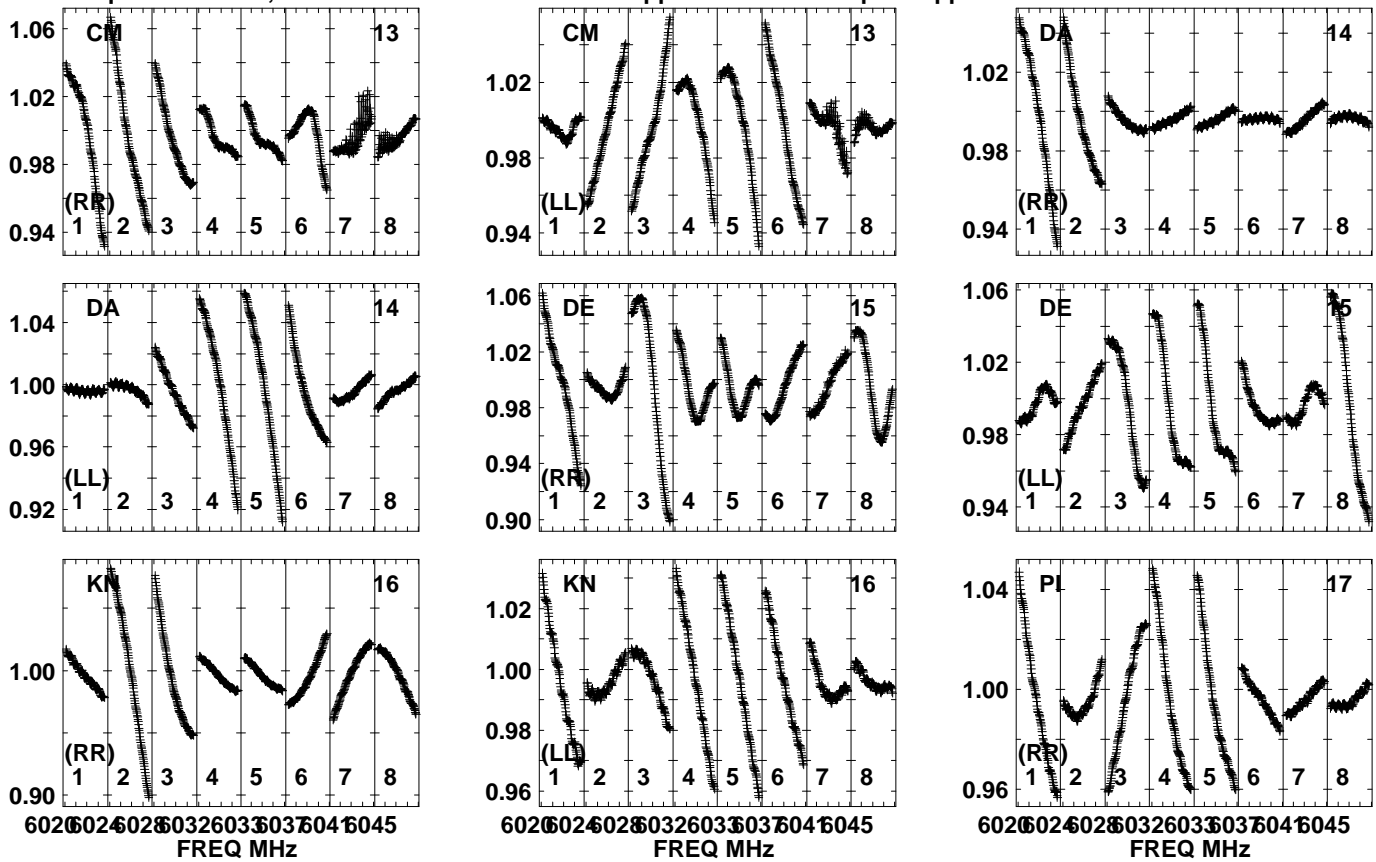 1.06 CM 13
1.02
0.98
(RR)
0.94 1 2 3 4 5 6 7 8
CM 13
1.02
0.98
(LL)
0.94 1 2 3 4 5 6 7 8
DA 14
1.02
0.98
(RR)
0.94 1 2 3 4 5 6 7 8
DA 14
1.04
1.00
0.96
(LL)
0.92 1 2 3 4 5 6 7 8
1.06 DE 15
1.02
0.98
0.94 (RR)
0.90 1 2 3 4 5 6 7 8
1.06 DE 15
1.02
0.98
(LL)
0.94 1 2 3 4 5 6 7 8
KN 16
1.00
(RR)
0.90 1 2 3 4 5 6 7 8
KN 16
1.02
1.00
0.98
(LL)
0.96 1 2 3 4 5 6 7 8
PI 17
1.04
1.00
(RR)
0.96 1 2 3 4 5 6 7 8
6020 6024 6028 6032 6033 6037 6041 6045
FREQ MHz
6020 6024 6028 6032 6033 6037 6041 6045
FREQ MHz
6020 6024 6028 6032 6033 6037 6041 6045
FREQ MHz